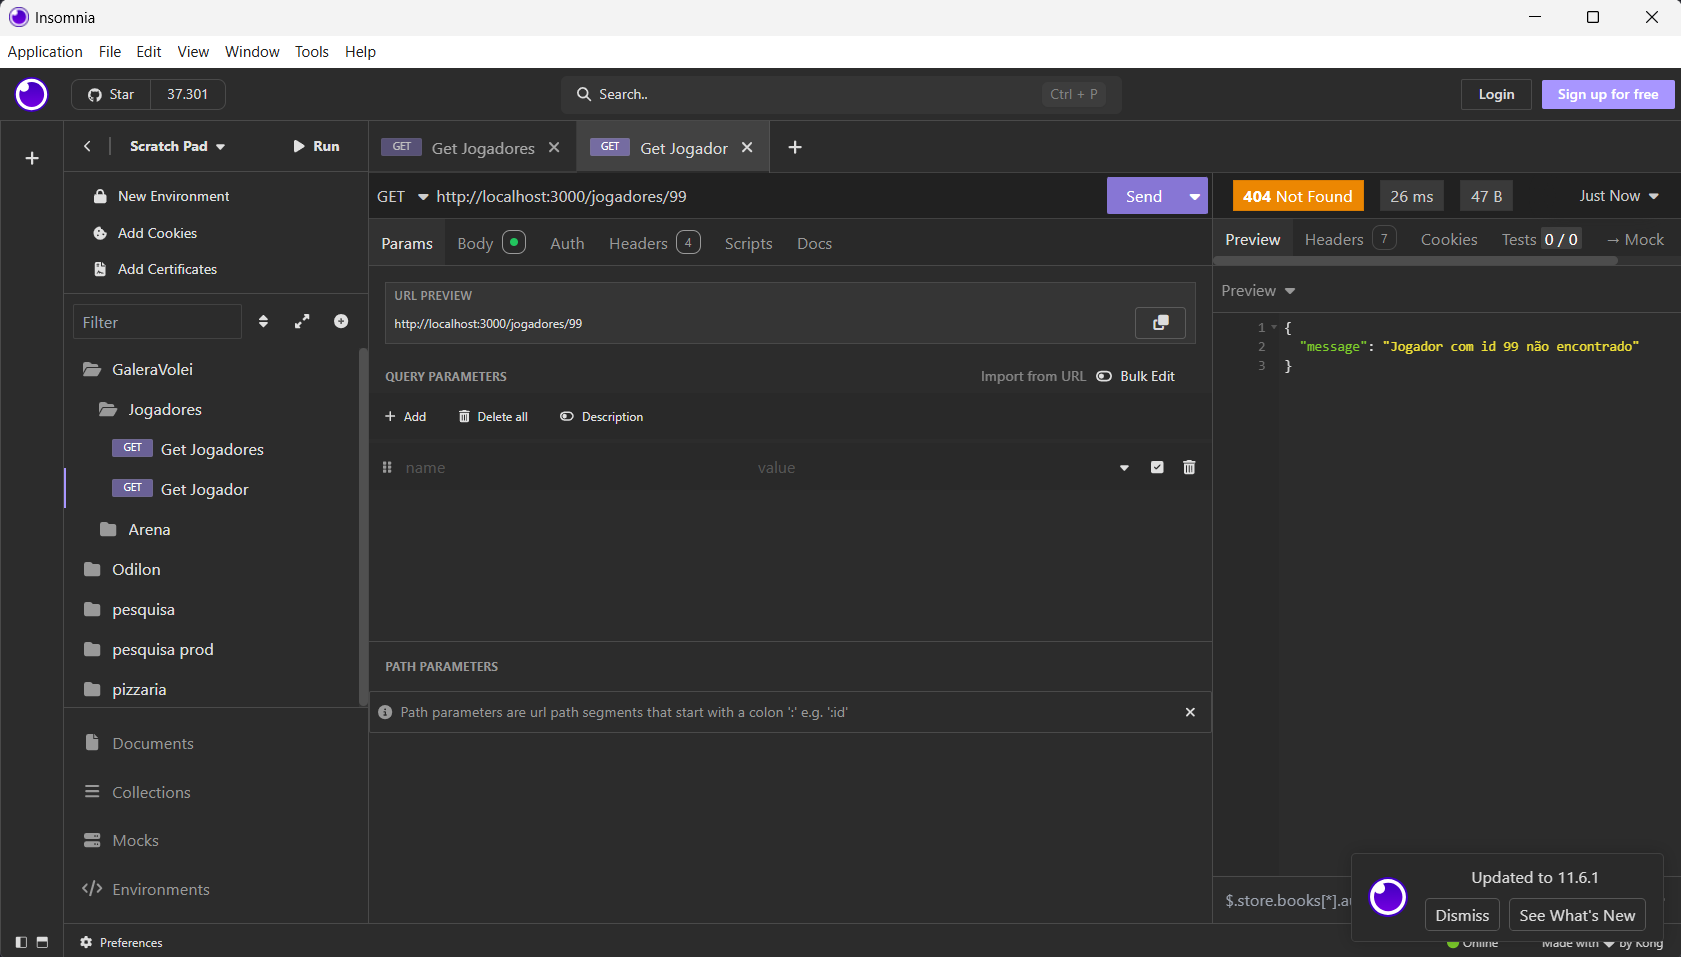 Insomnia
Application File Edit View Window Tools Help
Star 37.301
Search.. Ctrl + P
Login Sign up for free
Scratch Pad Run
New Environment
Add Cookies
Add Certificates
Filter
GaleraVolei
Jogadores
GET Get Jogadores
GET Get Jogador
Arena
Odilon
pesquisa
pesquisa prod
pizzaria
Documents
Collections
Mocks
Environments
Preferences
GET Get Jogadores GET Get Jogador
GET http://localhost:3000/jogadores/99 Send
Params Body Auth Headers 4 Scripts Docs
URL PREVIEW
http://localhost:3000/jogadores/99
QUERY PARAMETERS Import from URL Bulk Edit
Add Delete all Description
name value
PATH PARAMETERS
Path parameters are url path segments that start with a colon ':' e.g. ':id'
404 Not Found 26 ms 47 B Just Now
Preview Headers 7 Cookies Tests 0 / 0 → Mock
Preview
1 {
2 "message": "Jogador com id 99 não encontrado"
3 }
$.store.books[*].au
Updated to 11.6.1
Dismiss See What's New
Online Made with by Kong